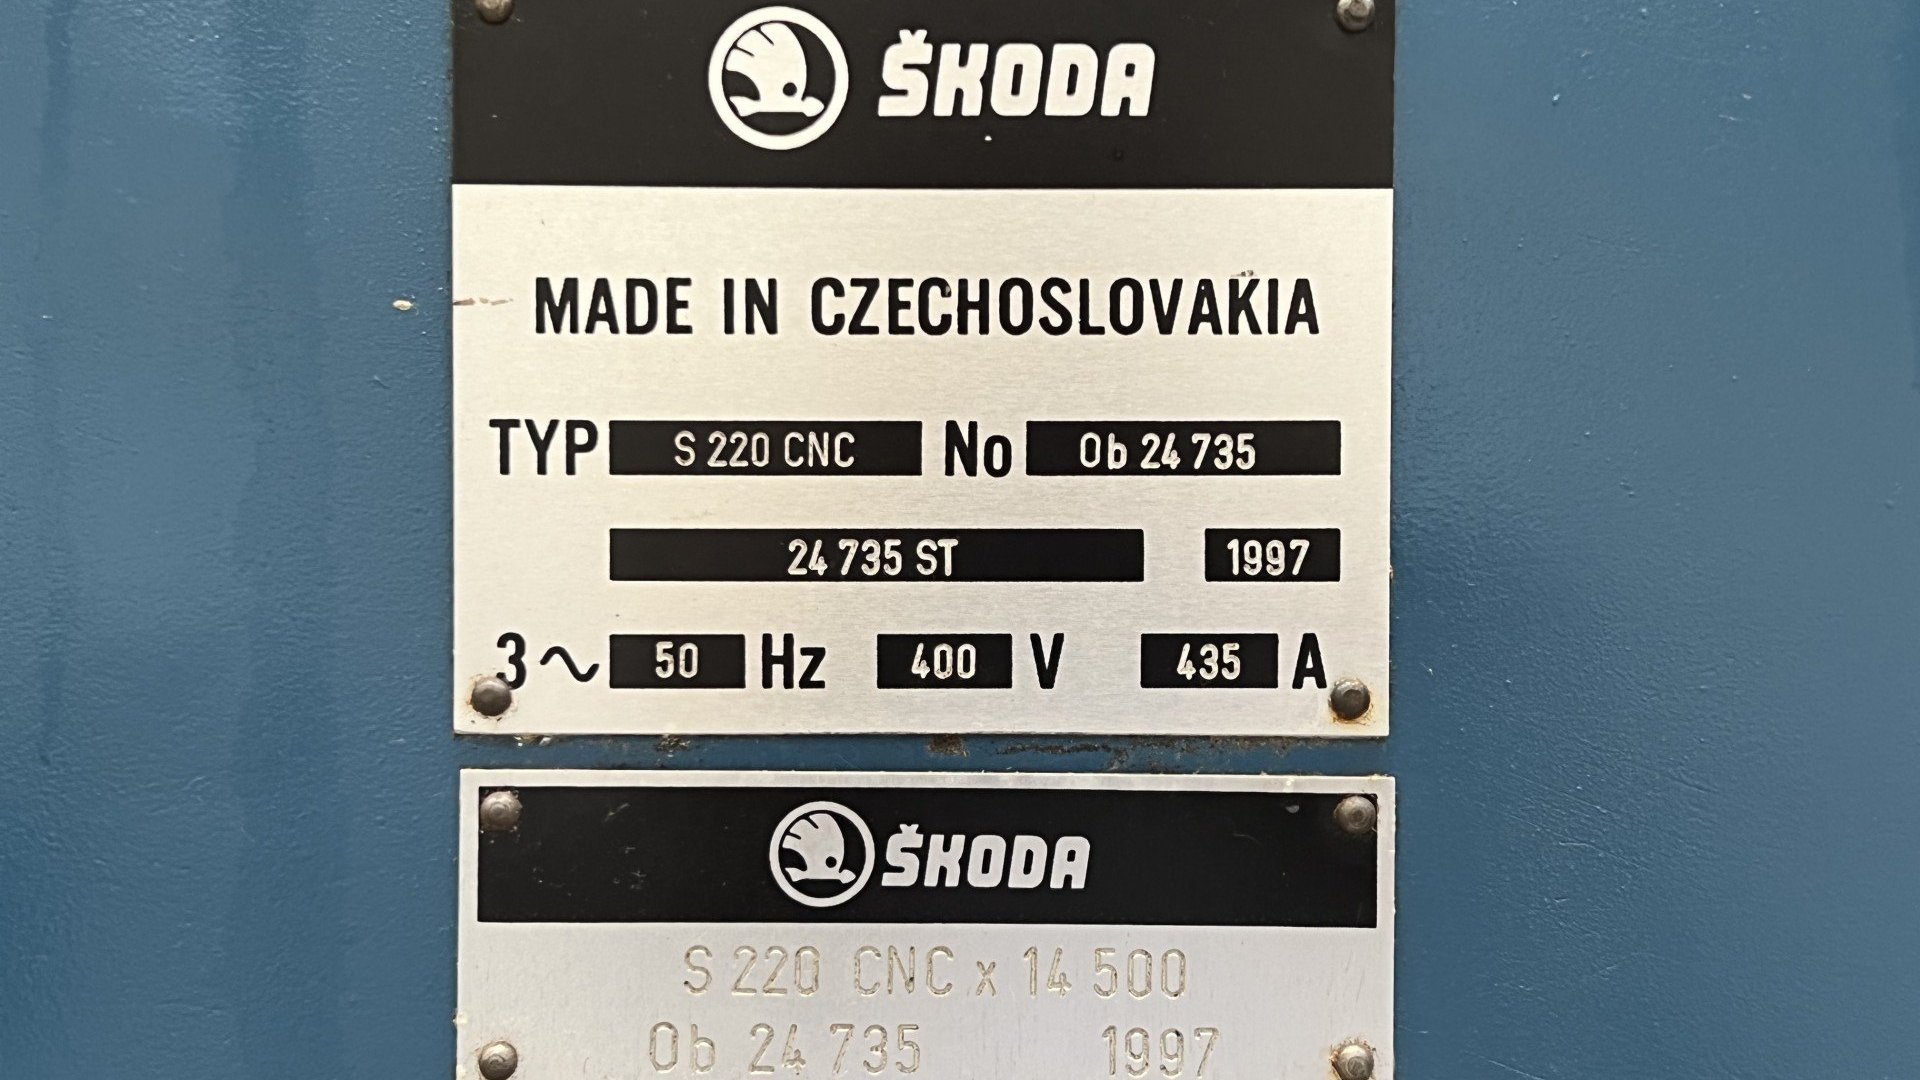 ŠKODA
MADE IN CZECHOSLOVAKIA
TYP S 220 CNC No Ob 24 735
24 735 ST 1997
3~ 50 Hz 400 V 435 A
ŠKODA
S 220 CNC x 14 500
Ob 24 735 1997